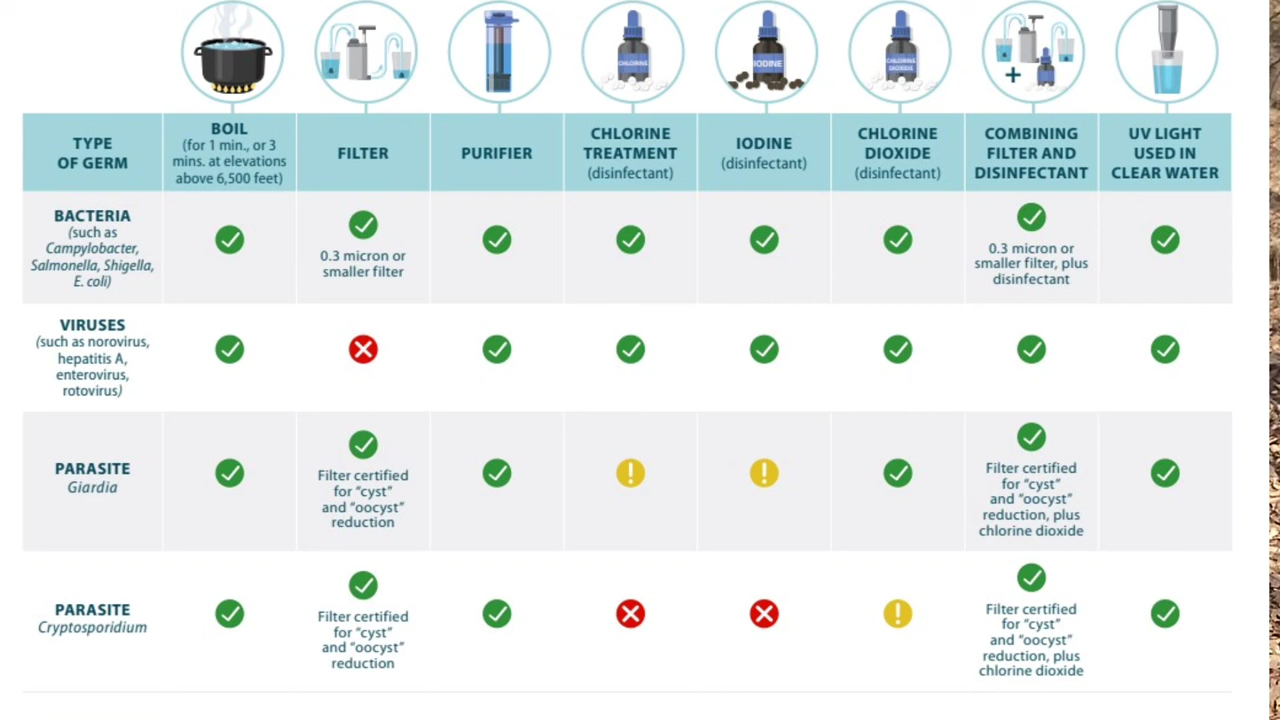 CHLORINE
IODINE
CHLORINE
DIOXIDE
+
TYPE
OF GERM
BOIL
(for 1 min., or 3
mins. at elevations
above 6,500 feet)
FILTER
PURIFIER
CHLORINE
TREATMENT
(disinfectant)
IODINE
(disinfectant)
CHLORINE
DIOXIDE
(disinfectant)
COMBINING
FILTER AND
DISINFECTANT
UV LIGHT
USED IN
CLEAR WATER
BACTERIA
(such as
Campylobacter,
Salmonella, Shigella,
E. coli)
0.3 micron or
smaller filter
0.3 micron or
smaller filter, plus
disinfectant
VIRUSES
(such as norovirus,
hepatitis A,
enterovirus,
rotovirus)
PARASITE
Giardia
Filter certified
for “cyst”
and “oocyst”
reduction
!
!
Filter certified
for “cyst”
and “oocyst”
reduction, plus
chlorine dioxide
PARASITE
Cryptosporidium
Filter certified
for “cyst”
and “oocyst”
reduction
!
Filter certified
for “cyst”
and “oocyst”
reduction, plus
chlorine dioxide